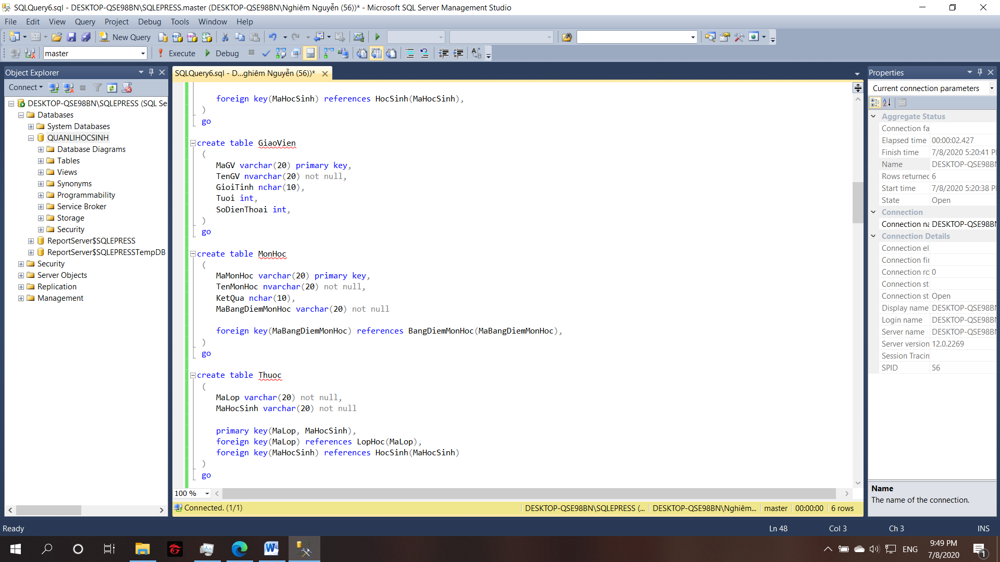 SQLQuery6.sql - DESKTOP-QSE98BN\SQLEPRESS.master (DESKTOP-QSE98BN\Nghiêm Nguyễn (56))* - Microsoft SQL Server Management Studio
File Edit View Query Project Debug Tools Window Help
New Query
master Execute Debug
Object Explorer
Connect
DESKTOP-QSE98BN\SQLEPRESS (SQL Se
Databases
System Databases
QUANLIHOCSINH
Database Diagrams
Tables
Views
Synonyms
Programmability
Service Broker
Storage
Security
ReportServer$SQLEPRESS
ReportServer$SQLEPRESSTempDB
Security
Server Objects
Replication
Management
SQLQuery6.sql - D...ghiêm Nguyễn (56))*
foreign key(MaHocSinh) references HocSinh(MaHocSinh),
)
go
create table GiaoVien
(
MaGV varchar(20) primary key,
TenGV nvarchar(20) not null,
GioiTinh nchar(10),
Tuoi int,
SoDienThoai int,
)
go
create table MonHoc
(
MaMonHoc varchar(20) primary key,
TenMonHoc nvarchar(20) not null,
KetQua nchar(10),
MaBangDiemMonHoc varchar(20) not null
foreign key(MaBangDiemMonHoc) references BangDiemMonHoc(MaBangDiemMonHoc),
)
go
create table Thuoc
(
MaLop varchar(20) not null,
MaHocSinh varchar(20) not null
primary key(MaLop, MaHocSinh),
foreign key(MaLop) references LopHoc(MaLop),
foreign key(MaHocSinh) references HocSinh(MaHocSinh)
)
go
100 %
Connected. (1/1) DESKTOP-QSE98BN\SQLEPRESS (... DESKTOP-QSE98BN\Nghiêm... master 00:00:00 6 rows
Properties
Current connection parameters
Aggregate Status
Connection fa
Elapsed time 00:00:02.427
Finish time 7/8/2020 5:20:41 P
Name DESKTOP-QSE98BN
Rows returned 6
Start time 7/8/2020 5:20:38 P
State Open
Connection
Connection na DESKTOP-QSE98BN
Connection Details
Connection el
Connection fir
Connection ro 0
Connection st
Connection st Open
Display name DESKTOP-QSE98BN
Login name DESKTOP-QSE98BN
Server name DESKTOP-QSE98BN
Server version 12.0.2269
Session Tracin
SPID 56
Name
The name of the connection.
Ready Ln 48 Col 3 Ch 3 INS
ENG 9:49 PM
7/8/2020
1